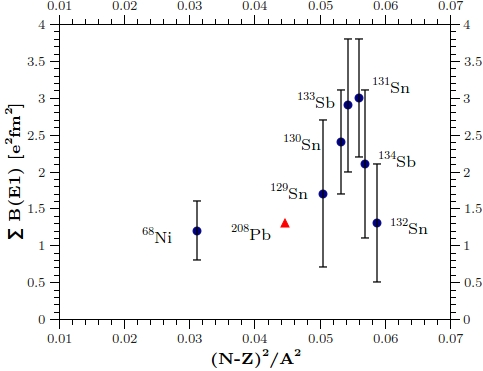 0.01 0.02 0.03 0.04 0.05 0.06 0.07
4 4
3.5 3.5
3 3
2.5 2.5
2 2
1.5 1.5
1 1
0.5 0.5
0 0
∑ B(E1) [e²fm²]
¹³¹Sn
¹³³Sb
¹³⁰Sn
¹³⁴Sb
¹²⁹Sn
¹³²Sn
²⁰⁸Pb
⁶⁸Ni
0.01 0.02 0.03 0.04 0.05 0.06 0.07
(N-Z)²/A²